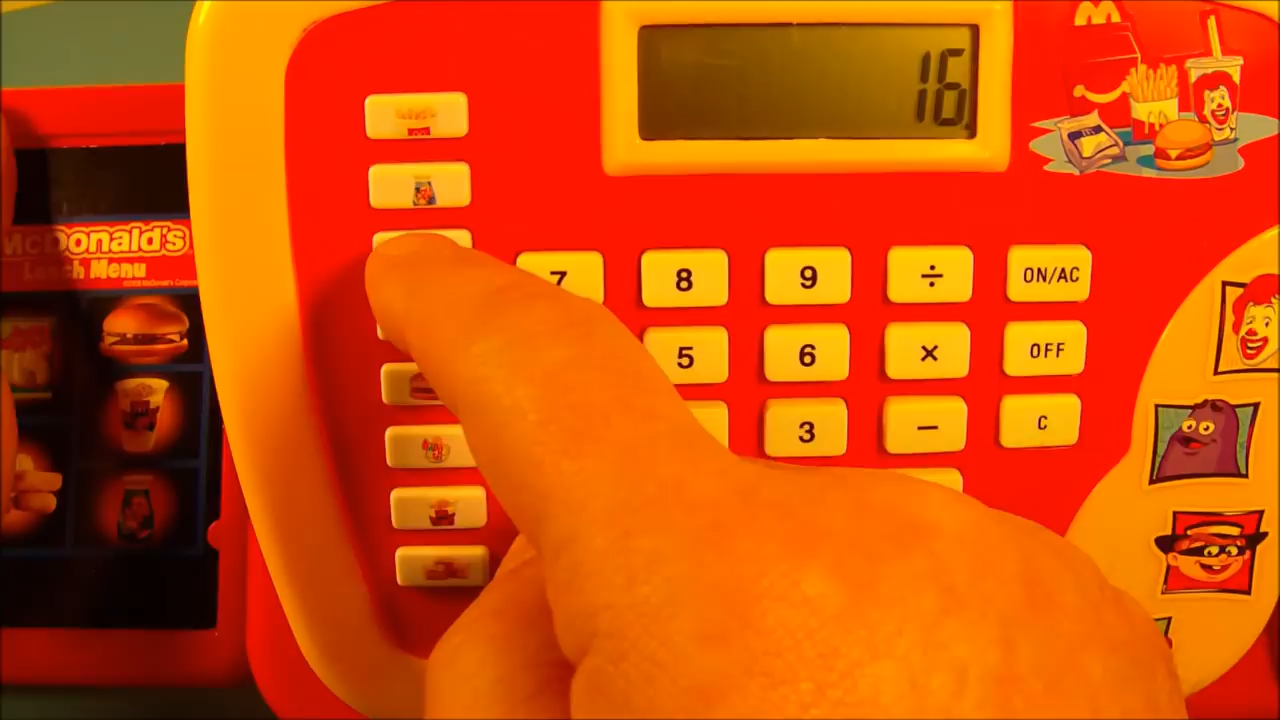 16.
McDonald's
Lunch Menu
7 8 9 ÷ ON/AC
5 6 × OFF
3 − C